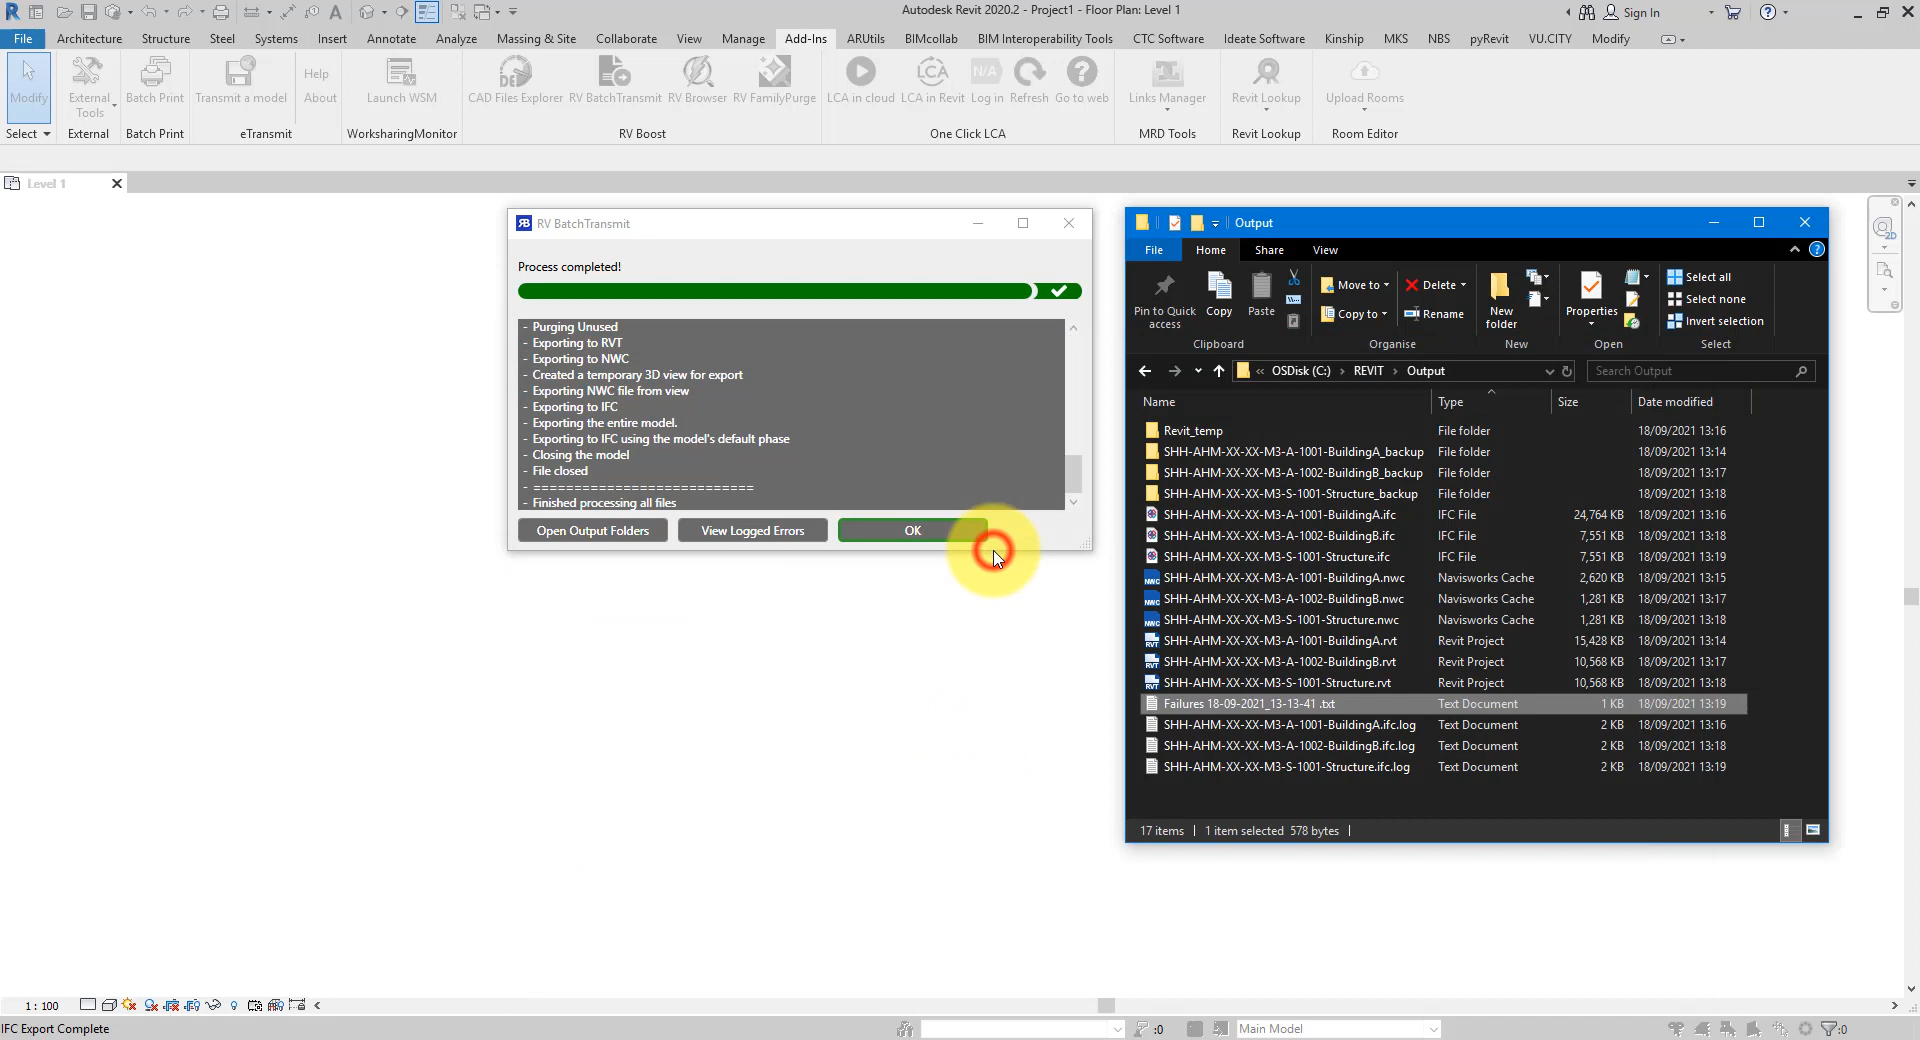 Autodesk Revit 2020.2 - Project1 - Floor Plan: Level 1
Sign In
File Architecture Structure Steel Systems Insert Annotate Analyze Massing & Site Collaborate View Manage Add-Ins ARUtils BIMcollab BIM Interoperability Tools CTC Software Ideate Software Kinship MKS NBS pyRevit VU.CITY Modify
Modify
External Tools
Batch Print
Transmit a model
Help
About
Launch WSM
CAD Files Explorer
RV BatchTransmit
RV Browser
RV FamilyPurge
N/A
LCA in cloud
LCA in Revit
Log in
Refresh
Go to web
Links Manager
Revit Lookup
Upload Rooms
Select External Batch Print eTransmit WorksharingMonitor RV Boost One Click LCA MRD Tools Revit Lookup Room Editor
Level 1
RV BatchTransmit
Process completed!
- Purging Unused
- Exporting to RVT
- Exporting to NWC
- Created a temporary 3D view for export
- Exporting NWC file from view
- Exporting to IFC
- Exporting the entire model.
- Exporting to IFC using the model's default phase
- Closing the model
- File closed
- ===========================
- Finished processing all files
Open Output Folders
View Logged Errors
OK
Output
File Home Share View
Pin to Quick access
Copy
Paste
Move to
Copy to
Delete
Rename
New folder
Properties
Select all
Select none
Invert selection
Clipboard Organise New Open Select
« OSDisk (C:) › REVIT › Output
Search Output
Name Type Size Date modified
Revit_temp File folder 18/09/2021 13:16
SHH-AHM-XX-XX-M3-A-1001-BuildingA_backup File folder 18/09/2021 13:14
SHH-AHM-XX-XX-M3-A-1002-BuildingB_backup File folder 18/09/2021 13:17
SHH-AHM-XX-XX-M3-S-1001-Structure_backup File folder 18/09/2021 13:18
SHH-AHM-XX-XX-M3-A-1001-BuildingA.ifc IFC File 24,764 KB 18/09/2021 13:16
SHH-AHM-XX-XX-M3-A-1002-BuildingB.ifc IFC File 7,551 KB 18/09/2021 13:18
SHH-AHM-XX-XX-M3-S-1001-Structure.ifc IFC File 7,551 KB 18/09/2021 13:19
SHH-AHM-XX-XX-M3-A-1001-BuildingA.nwc Navisworks Cache 2,620 KB 18/09/2021 13:15
SHH-AHM-XX-XX-M3-A-1002-BuildingB.nwc Navisworks Cache 1,281 KB 18/09/2021 13:17
SHH-AHM-XX-XX-M3-S-1001-Structure.nwc Navisworks Cache 1,281 KB 18/09/2021 13:18
SHH-AHM-XX-XX-M3-A-1001-BuildingA.rvt Revit Project 15,428 KB 18/09/2021 13:14
SHH-AHM-XX-XX-M3-A-1002-BuildingB.rvt Revit Project 10,568 KB 18/09/2021 13:17
SHH-AHM-XX-XX-M3-S-1001-Structure.rvt Revit Project 10,568 KB 18/09/2021 13:18
Failures 18-09-2021_13-13-41 .txt Text Document 1 KB 18/09/2021 13:19
SHH-AHM-XX-XX-M3-A-1001-BuildingA.ifc.log Text Document 2 KB 18/09/2021 13:16
SHH-AHM-XX-XX-M3-A-1002-BuildingB.ifc.log Text Document 2 KB 18/09/2021 13:18
SHH-AHM-XX-XX-M3-S-1001-Structure.ifc.log Text Document 2 KB 18/09/2021 13:19
17 items 1 item selected 578 bytes
1 : 100
IFC Export Complete
:0
Main Model
:0